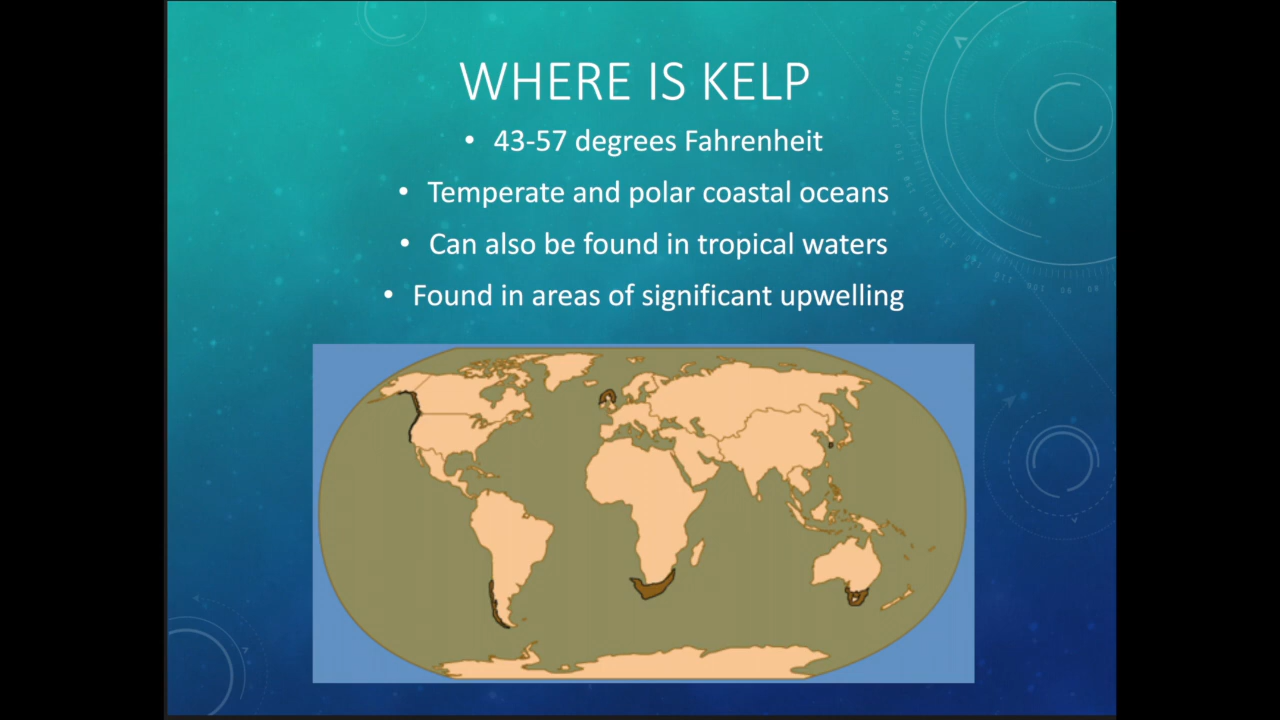 WHERE IS KELP
• 43-57 degrees Fahrenheit
• Temperate and polar coastal oceans
• Can also be found in tropical waters
• Found in areas of significant upwelling